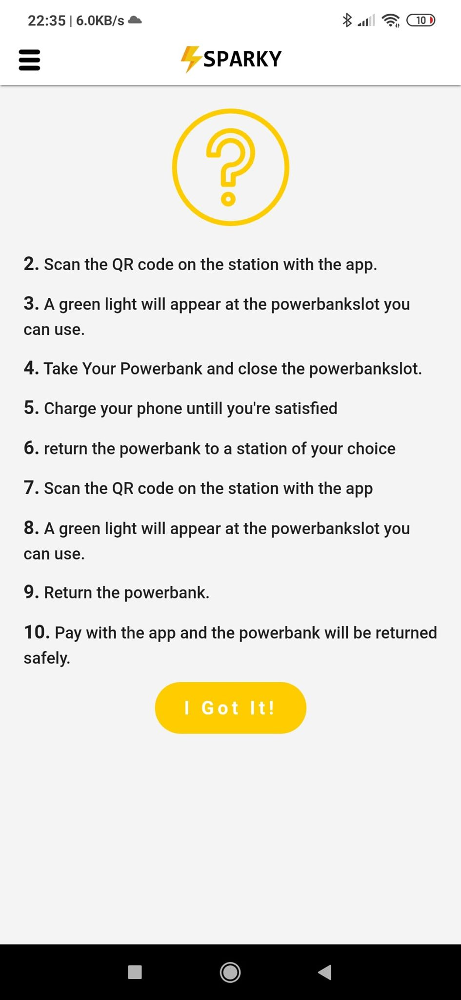 22:35 | 6.0KB/s
10
SPARKY
2. Scan the QR code on the station with the app.
3. A green light will appear at the powerbankslot you
can use.
4. Take Your Powerbank and close the powerbankslot.
5. Charge your phone untill you're satisfied
6. return the powerbank to a station of your choice
7. Scan the QR code on the station with the app
8. A green light will appear at the powerbankslot you
can use.
9. Return the powerbank.
10. Pay with the app and the powerbank will be returned
safely.
I Got It!